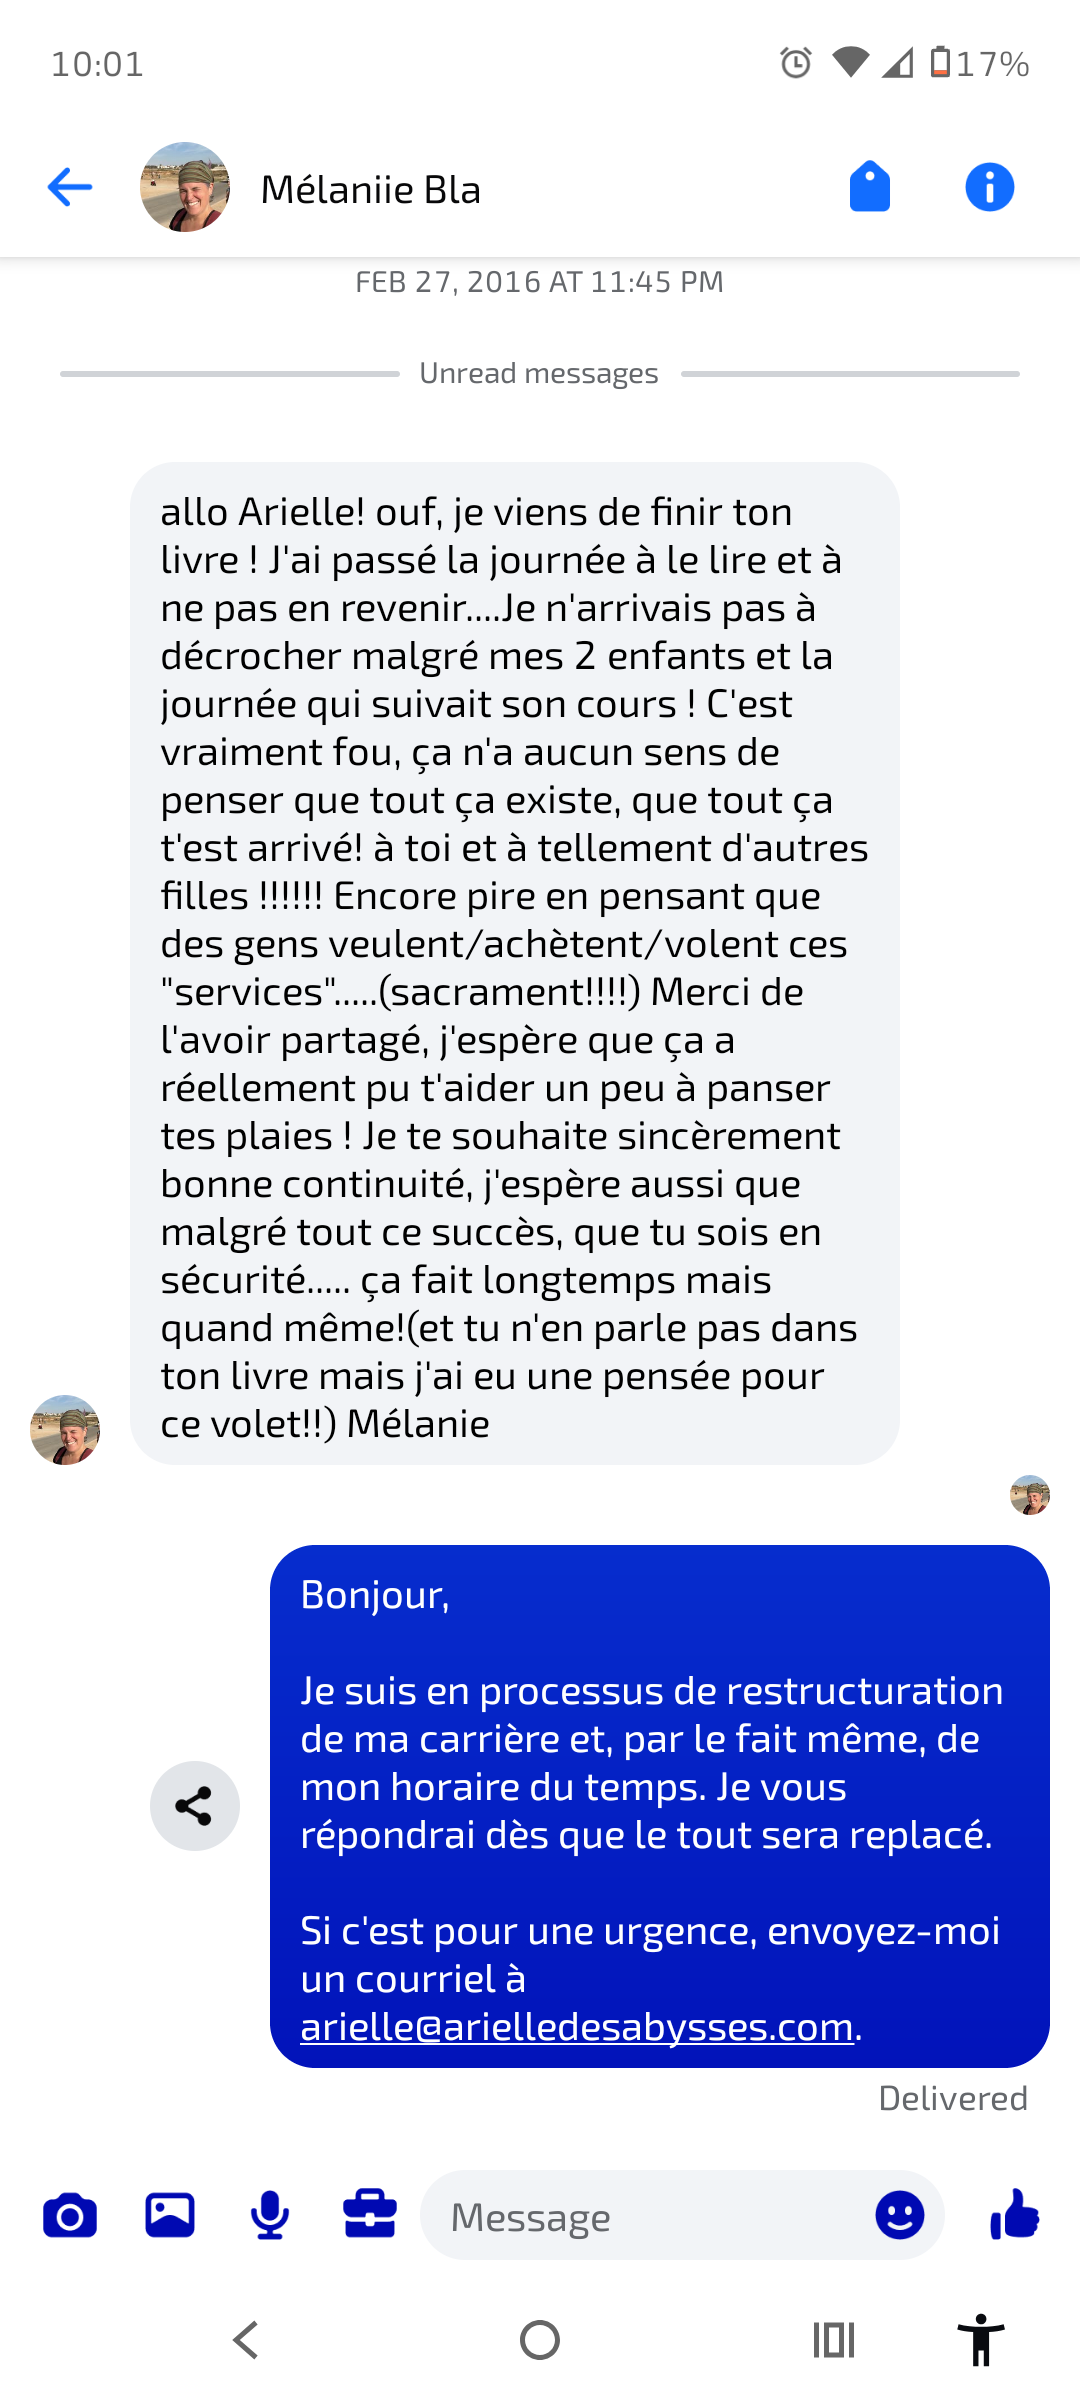 10:01
17%
Mélaniie Bla
FEB 27, 2016 AT 11:45 PM
Unread messages
allo Arielle! ouf, je viens de finir ton
livre ! J'ai passé la journée à le lire et à
ne pas en revenir....Je n'arrivais pas à
décrocher malgré mes 2 enfants et la
journée qui suivait son cours ! C'est
vraiment fou, ça n'a aucun sens de
penser que tout ça existe, que tout ça
t'est arrivé! à toi et à tellement d'autres
filles !!!!!! Encore pire en pensant que
des gens veulent/achètent/volent ces
"services".....(sacrament!!!!) Merci de
l'avoir partagé, j'espère que ça a
réellement pu t'aider un peu à panser
tes plaies ! Je te souhaite sincèrement
bonne continuité, j'espère aussi que
malgré tout ce succès, que tu sois en
sécurité..... ça fait longtemps mais
quand même!(et tu n'en parle pas dans
ton livre mais j'ai eu une pensée pour
ce volet!!) Mélanie
Bonjour,
Je suis en processus de restructuration
de ma carrière et, par le fait même, de
mon horaire du temps. Je vous
répondrai dès que le tout sera replacé.
Si c'est pour une urgence, envoyez-moi
un courriel à
arielle@arielledesabysses.com.
Delivered
Message